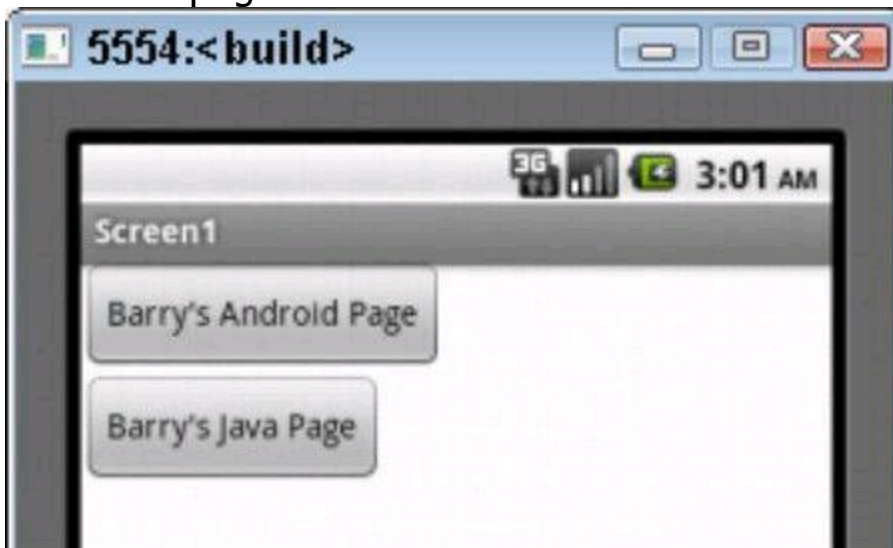 5554:<build>
3G
3:01 AM
Screen1
Barry's Android Page
Barry's Java Page